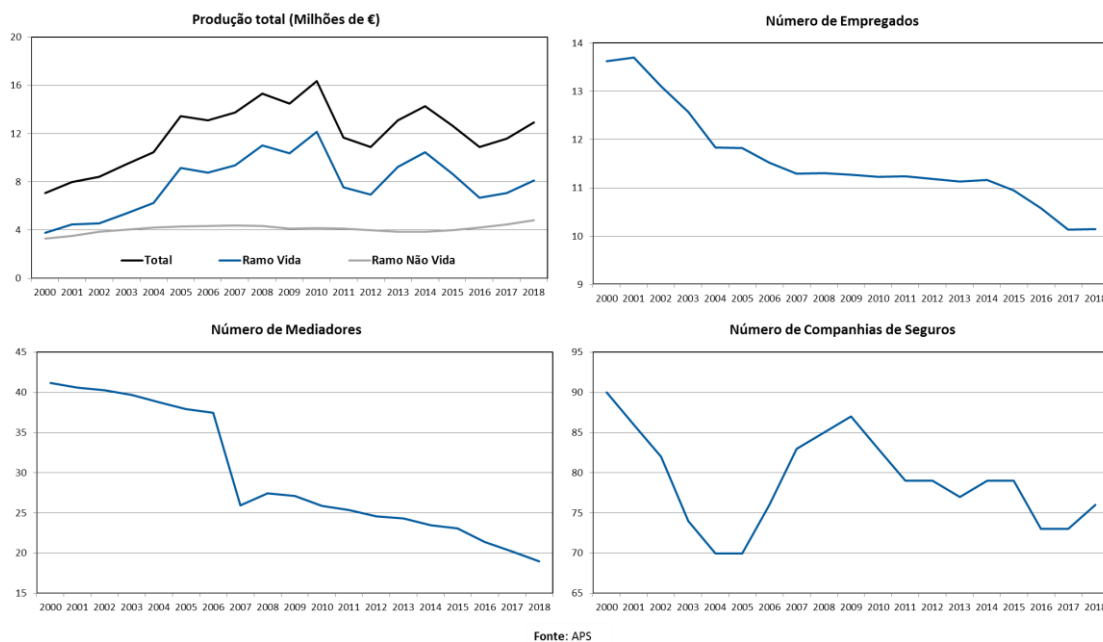 Produção total (Milhões de €)
20
16
12
8
4
0
Total Ramo Vida Ramo Não Vida
2000 2001 2002 2003 2004 2005 2006 2007 2008 2009 2010 2011 2012 2013 2014 2015 2016 2017 2018
Número de Empregados
14
13
12
11
10
9
2000 2001 2002 2003 2004 2005 2006 2007 2008 2009 2010 2011 2012 2013 2014 2015 2016 2017 2018
Número de Mediadores
45
40
35
30
25
20
15
2000 2001 2002 2003 2004 2005 2006 2007 2008 2009 2010 2011 2012 2013 2014 2015 2016 2017 2018
Número de Companhias de Seguros
95
90
85
80
75
70
65
2000 2001 2002 2003 2004 2005 2006 2007 2008 2009 2010 2011 2012 2013 2014 2015 2016 2017 2018
Fonte: APS